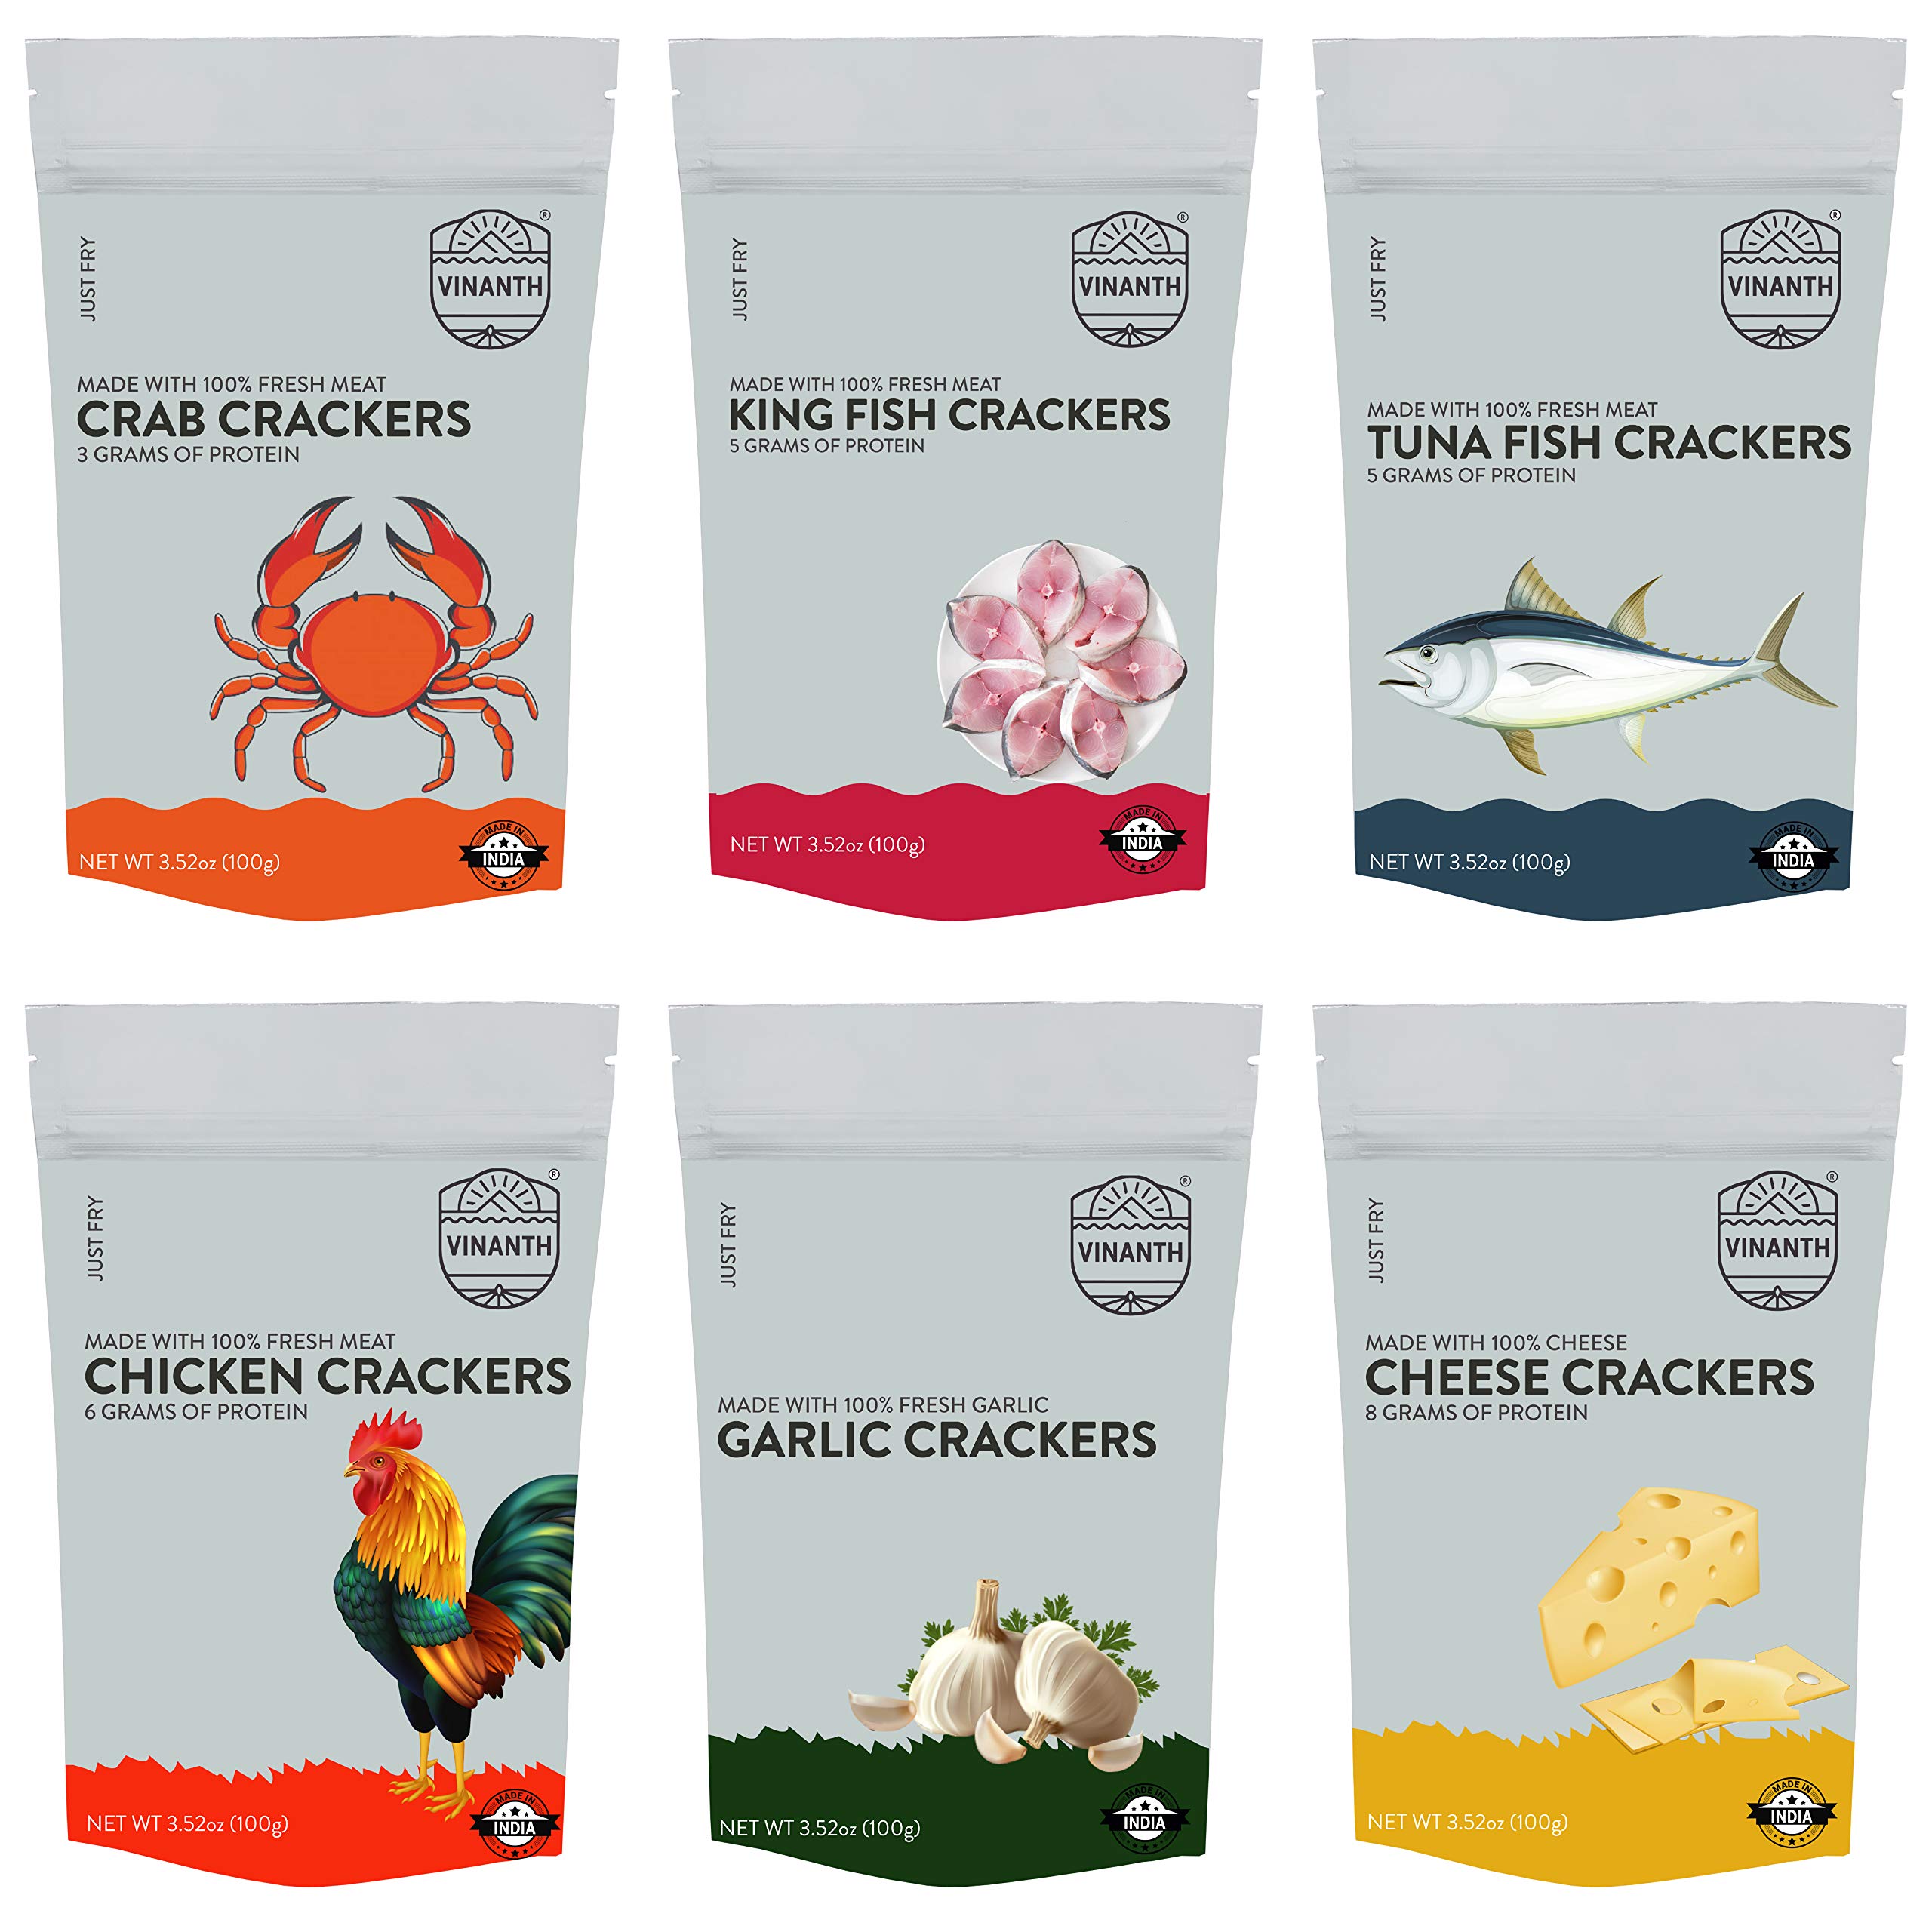 JUST FRY
®
VINANTH
MADE WITH 100% FRESH MEAT
CRAB CRACKERS
3 GRAMS OF PROTEIN
NET WT 3.52oz (100g)
MADE IN
INDIA
JUST FRY
®
VINANTH
MADE WITH 100% FRESH MEAT
KING FISH CRACKERS
5 GRAMS OF PROTEIN
NET WT 3.52oz (100g)
MADE IN
INDIA
JUST FRY
®
VINANTH
MADE WITH 100% FRESH MEAT
TUNA FISH CRACKERS
5 GRAMS OF PROTEIN
NET WT 3.52oz (100g)
MADE IN
INDIA
JUST FRY
®
VINANTH
MADE WITH 100% FRESH MEAT
CHICKEN CRACKERS
6 GRAMS OF PROTEIN
NET WT 3.52oz (100g)
MADE IN
INDIA
JUST FRY
®
VINANTH
MADE WITH 100% FRESH GARLIC
GARLIC CRACKERS
NET WT 3.52oz (100g)
MADE IN
INDIA
JUST FRY
®
VINANTH
MADE WITH 100% CHEESE
CHEESE CRACKERS
8 GRAMS OF PROTEIN
NET WT 3.52oz (100g)
MADE IN
INDIA